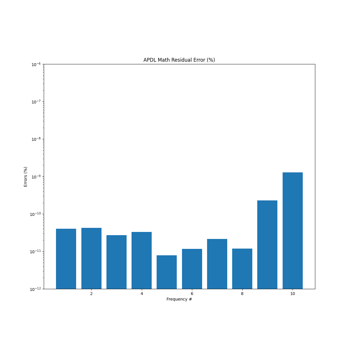 APDL Math Residual Error (%)
10⁻⁶
10⁻⁷
10⁻⁸
10⁻⁹
10⁻¹⁰
10⁻¹¹
10⁻¹²
Errors (%)
2 4 6 8 10
Frequency #